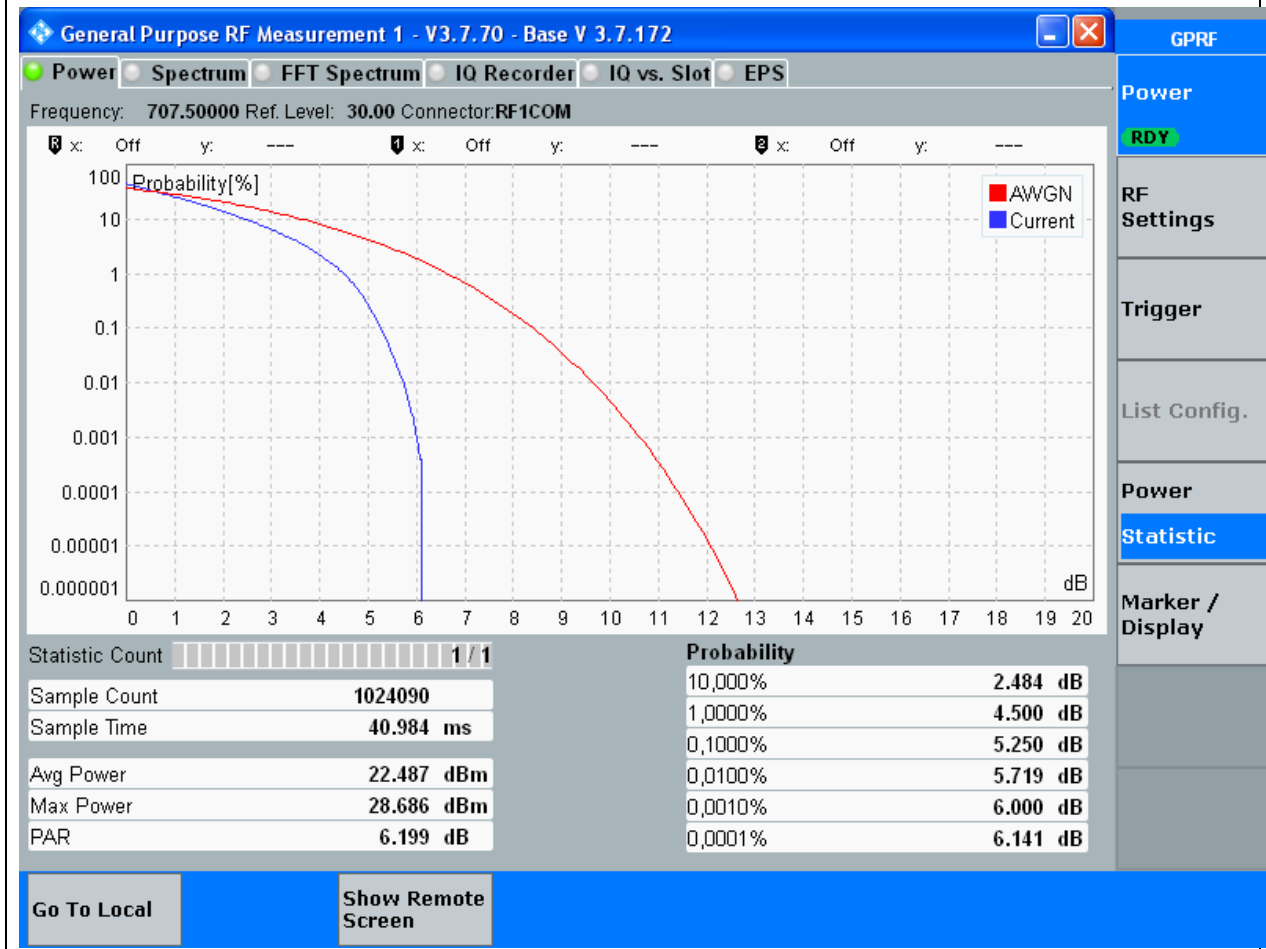 General Purpose RF Measurement 1 - V3.7.70 - Base V 3.7.172
GPRF
Power Spectrum FFT Spectrum IQ Recorder IQ vs. Slot EPS
Frequency: 707.50000 Ref. Level: 30.00 Connector:RF1COM
R x: Off y: --- 1 x: Off y: --- 2 x: Off y: ---
Probability[%]
100
10
1
0.1
0.01
0.001
0.0001
0.00001
0.000001
AWGN
Current
dB
0 1 2 3 4 5 6 7 8 9 10 11 12 13 14 15 16 17 18 19 20
Statistic Count 1 / 1
Sample Count 1024090
Sample Time 40.984 ms
Avg Power 22.487 dBm
Max Power 28.686 dBm
PAR 6.199 dB
Probability
10,000% 2.484 dB
1,0000% 4.500 dB
0,1000% 5.250 dB
0,0100% 5.719 dB
0,0010% 6.000 dB
0,0001% 6.141 dB
Power
RDY
RF
Settings
Trigger
List Config.
Power
Statistic
Marker /
Display
Go To Local
Show Remote
Screen